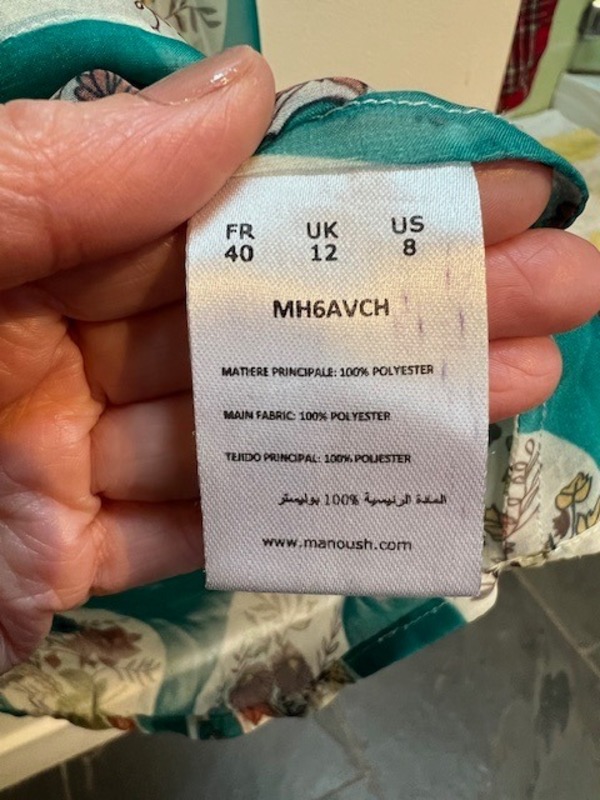 FR UK US
40 12 8
MH6AVCH
MATIERE PRINCIPALE: 100% POLYESTER
MAIN FABRIC: 100% POLYESTER
TEJIDO PRINCIPAL: 100% POLIESTER
المادة الرئيسية 100% بوليستر
www.manoush.com